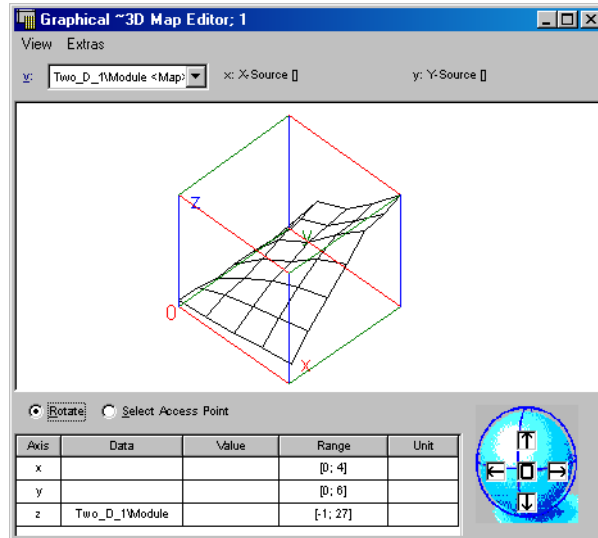 Graphical ~3D Map Editor; 1
View Extras
v: Two_D_1\Module <Map> x: X-Source [] y: Y-Source []
Z
y
0
x
Rotate Select Access Point
Axis Data Value Range Unit
x [0; 4]
y [0; 6]
z Two_D_1\Module [-1; 27]